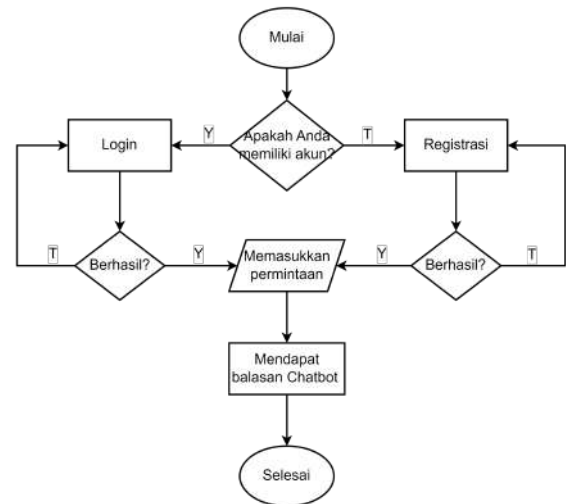 Mulai
Y
Apakah Anda
memiliki akun?
T
Login
Registrasi
T
Berhasil?
Y
Memasukkan
permintaan
Y
Berhasil?
T
Mendapat
balasan Chatbot
Selesai